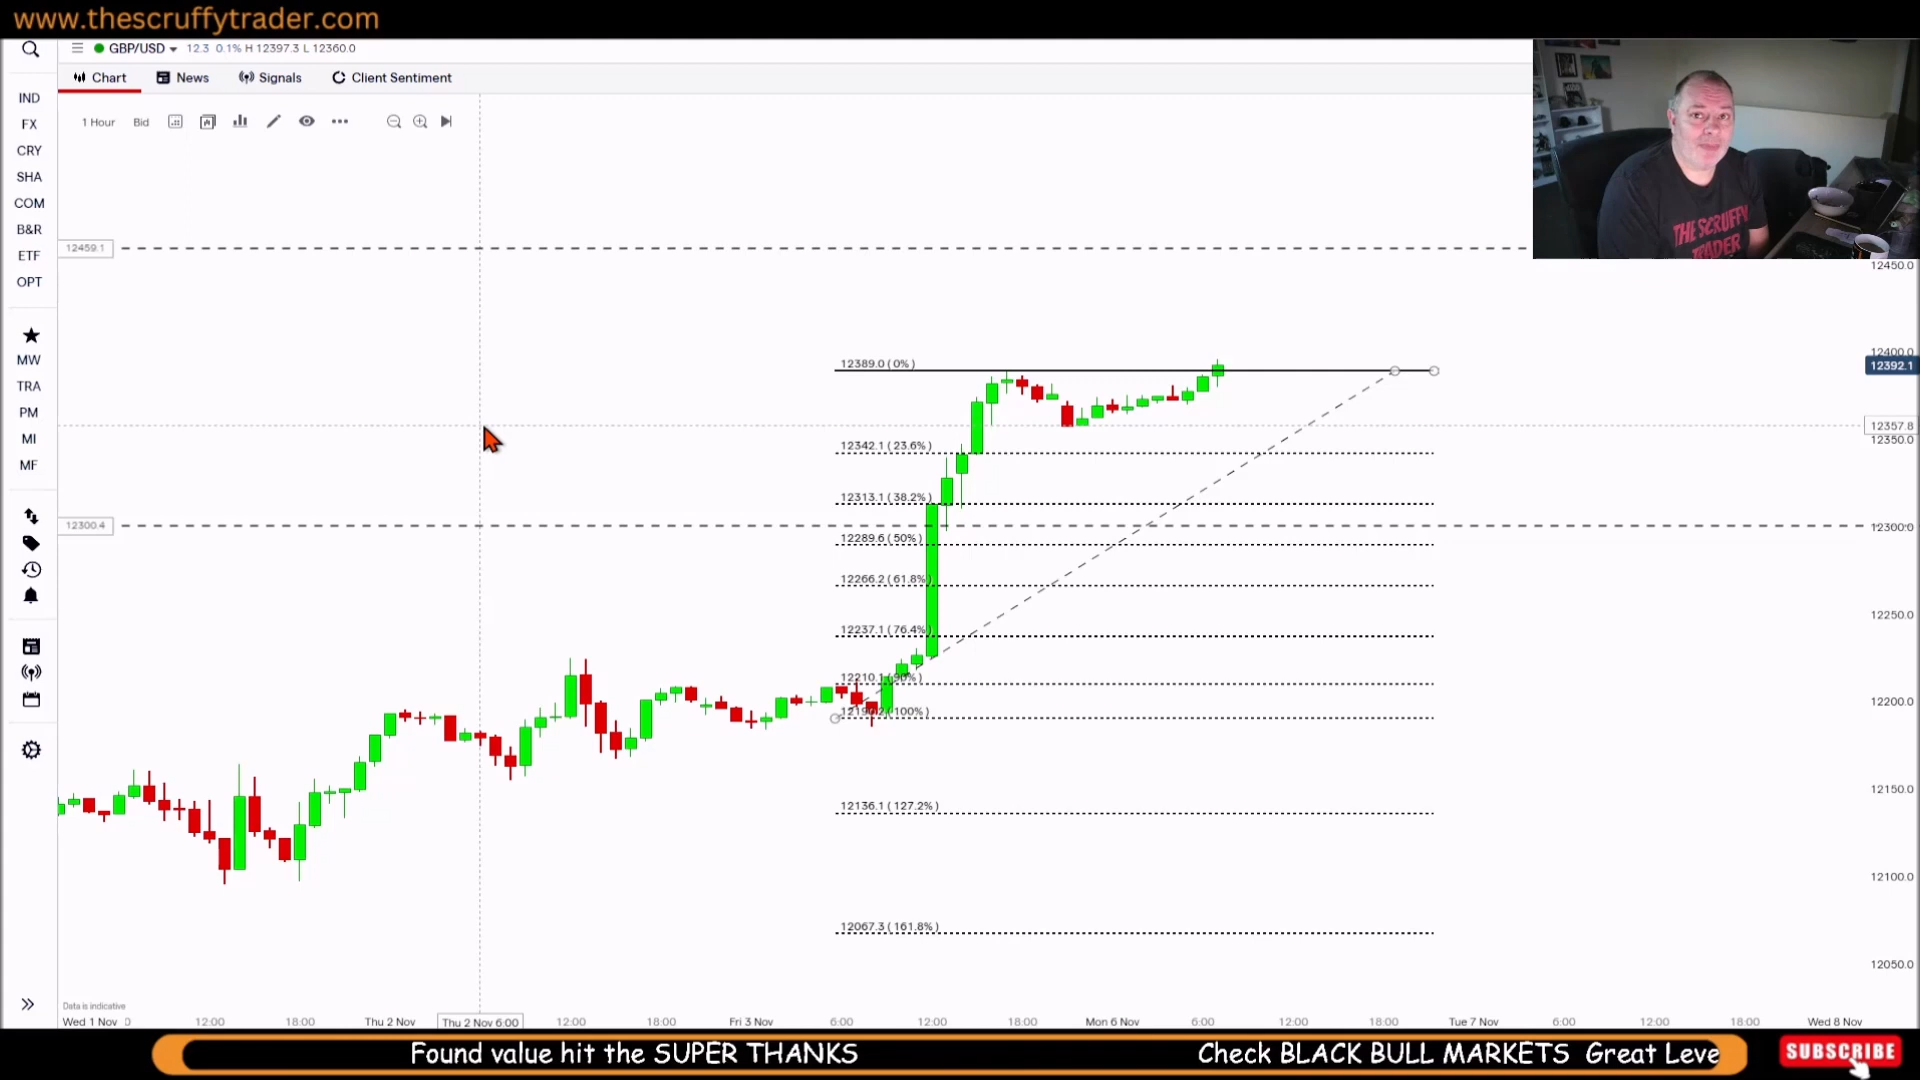 www.thescruffytrader.com
GBP/USD 12.3 0.1% H 12397.3 L 12360.0
Chart News Signals Client Sentiment
1 Hour Bid
IND
FX
CRY
SHA
COM
B&R
ETF
OPT
MW
TRA
PM
MI
MF
THE SCRUFFY
TRADER
12459.1
12450.0
12400.0
12389.0 (0%)
12392.1
12357.8
12350.0
12342.1 (23.6%)
12313.1 (38.2%)
12300.4
12300.0
12289.6 (50%)
12266.2 (61.8%)
12250.0
12237.1 (76.4%)
12200.0
(100%)
12150.0
12136.1 (127.2%)
12100.0
12067.3 (161.8%)
12050.0
Data is indicative
Wed 1 Nov 12:00 18:00 Thu 2 Nov Thu 2 Nov 6:00 12:00 18:00 Fri 3 Nov 6:00 12:00 18:00 Mon 6 Nov 6:00 12:00 18:00 Tue 7 Nov 6:00 12:00 18:00 Wed 8 Nov
Found value hit the SUPER THANKS Check BLACK BULL MARKETS Great Leve
SUBSCRIBE